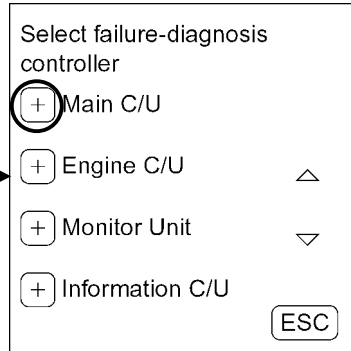 Select failure-diagnosis
controller
+ Main C/U
+ Engine C/U
+ Monitor Unit
+ Information C/U
ESC